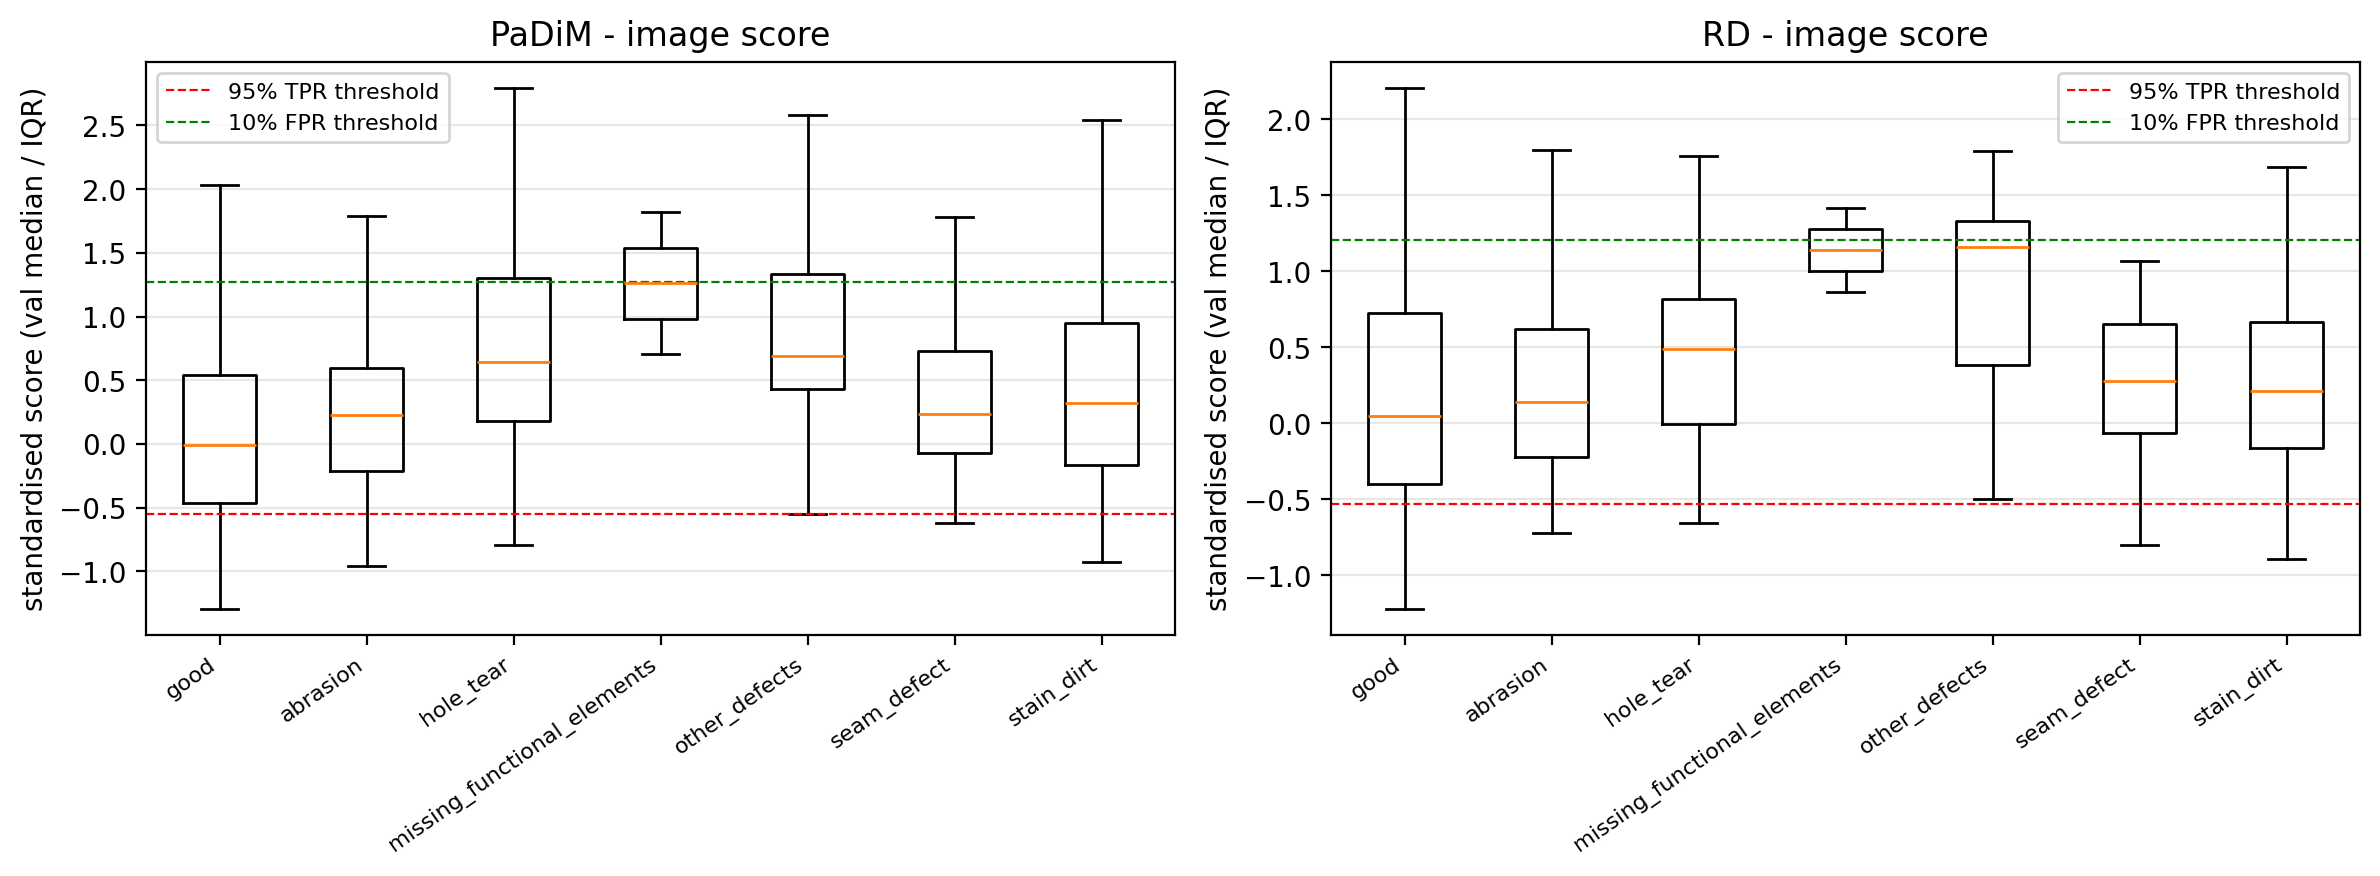 PaDiM - image score
standardised score (val median / IQR)
2.5
2.0
1.5
1.0
0.5
0.0
−0.5
−1.0
95% TPR threshold
10% FPR threshold
good
abrasion
hole_tear
missing_functional_elements
other_defects
seam_defect
stain_dirt
RD - image score
standardised score (val median / IQR)
2.0
1.5
1.0
0.5
0.0
−0.5
−1.0
95% TPR threshold
10% FPR threshold
good
abrasion
hole_tear
missing_functional_elements
other_defects
seam_defect
stain_dirt